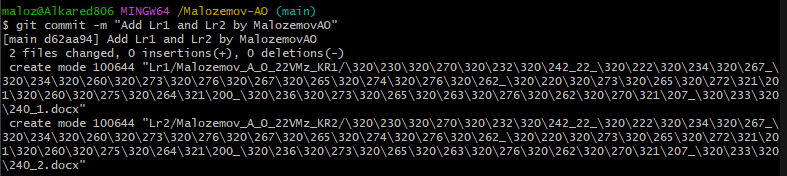 maloz@Alkared806 MINGW64 /Malozemov-AO (main)
$ git commit -m "Add Lr1 and Lr2 by MalozemovAO"
[main d62aa94] Add Lr1 and Lr2 by MalozemovAO
 2 files changed, 0 insertions(+), 0 deletions(-)
 create mode 100644 "Lr1/Malozemov_A_O_22VMz_KR1/\320\230\320\270\320\232\320\242_22_\320\222\320\234\320\267_\
320\234\320\260\320\273\320\276\320\267\320\265\320\274\320\276\320\262_\320\220\320\273\320\265\320\272\321\20
1\320\260\320\275\320\264\321\200_\320\236\320\273\320\265\320\263\320\276\320\262\320\270\321\207_\320\233\320
\240_1.docx"
 create mode 100644 "Lr2/Malozemov_A_O_22VMz_KR2/\320\230\320\270\320\232\320\242_22_\320\222\320\234\320\267_\
320\234\320\260\320\273\320\276\320\267\320\265\320\274\320\276\320\262_\320\220\320\273\320\265\320\272\321\20
1\320\260\320\275\320\264\321\200_\320\236\320\273\320\265\320\263\320\276\320\262\320\270\321\207_\320\233\320
\240_2.docx"